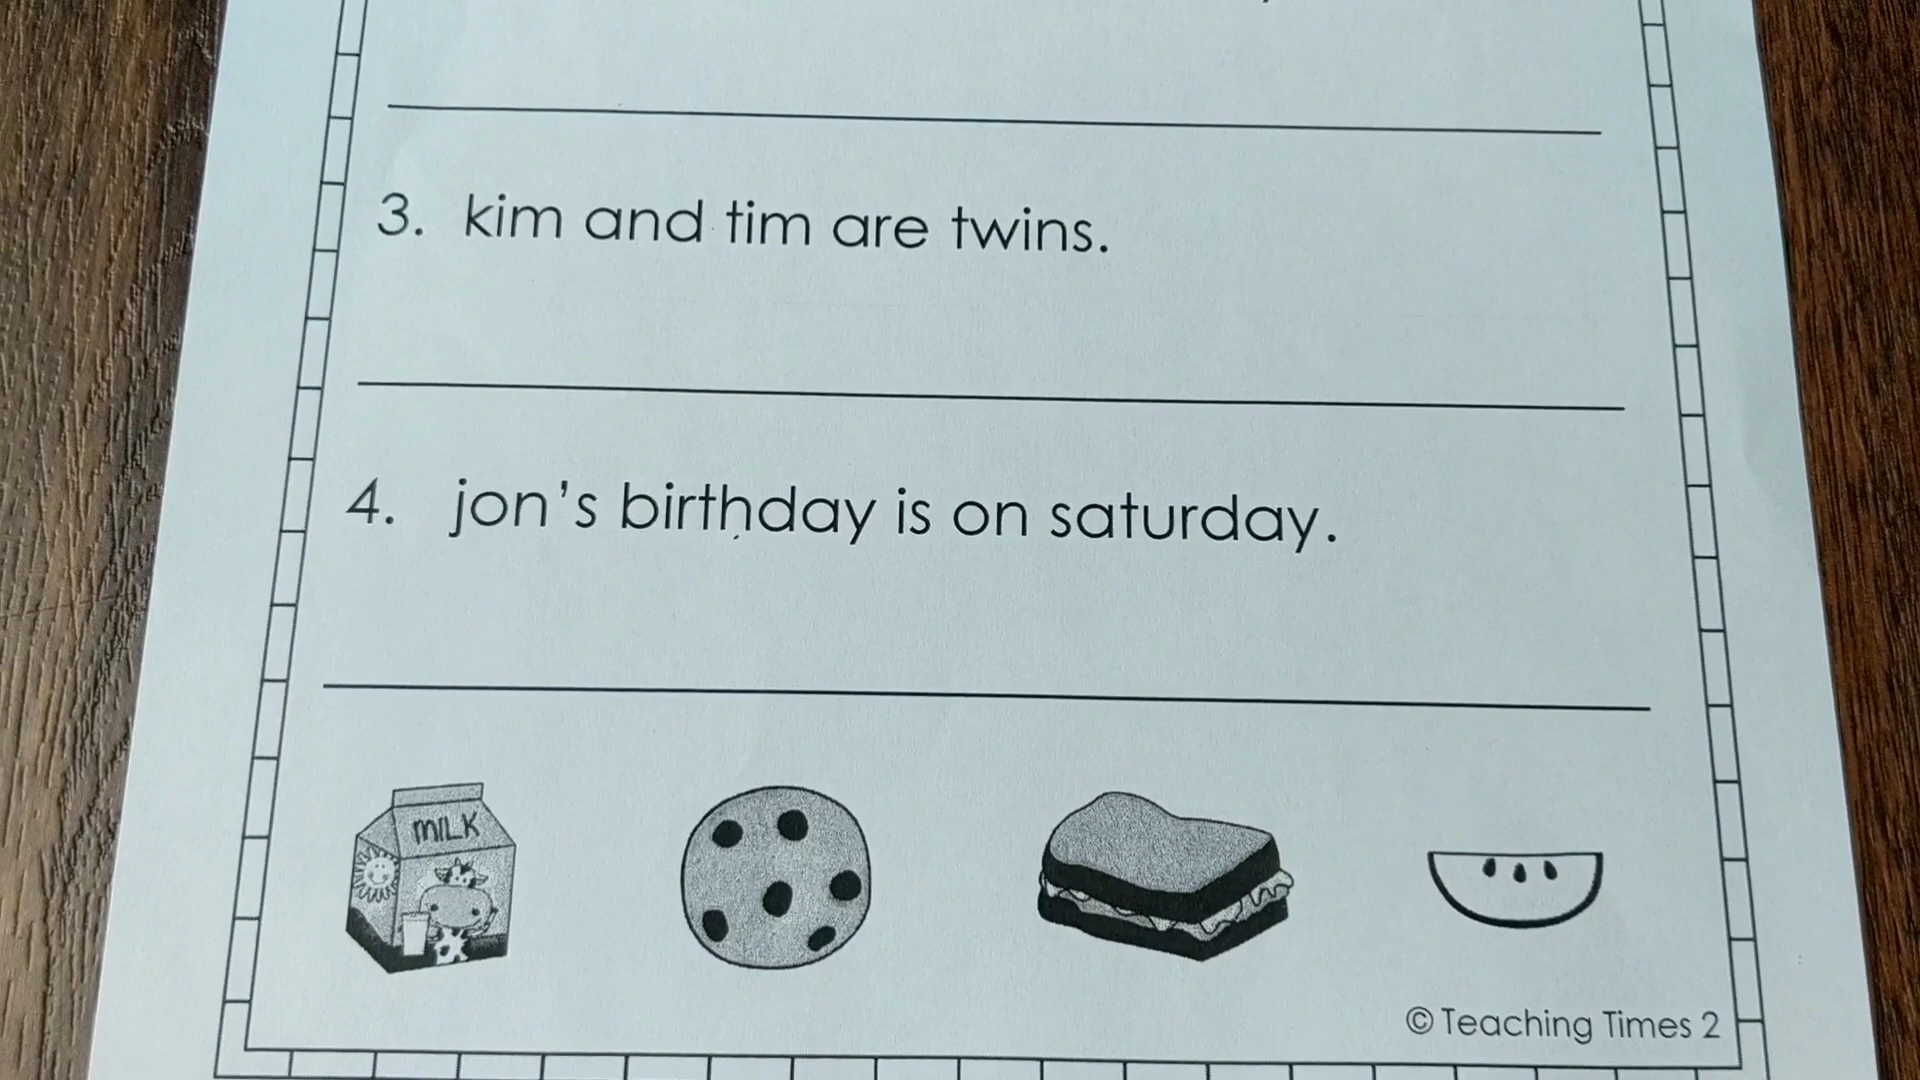 3. kim and tim are twins.
4. jon's birthday is on saturday.
MILK
© Teaching Times 2